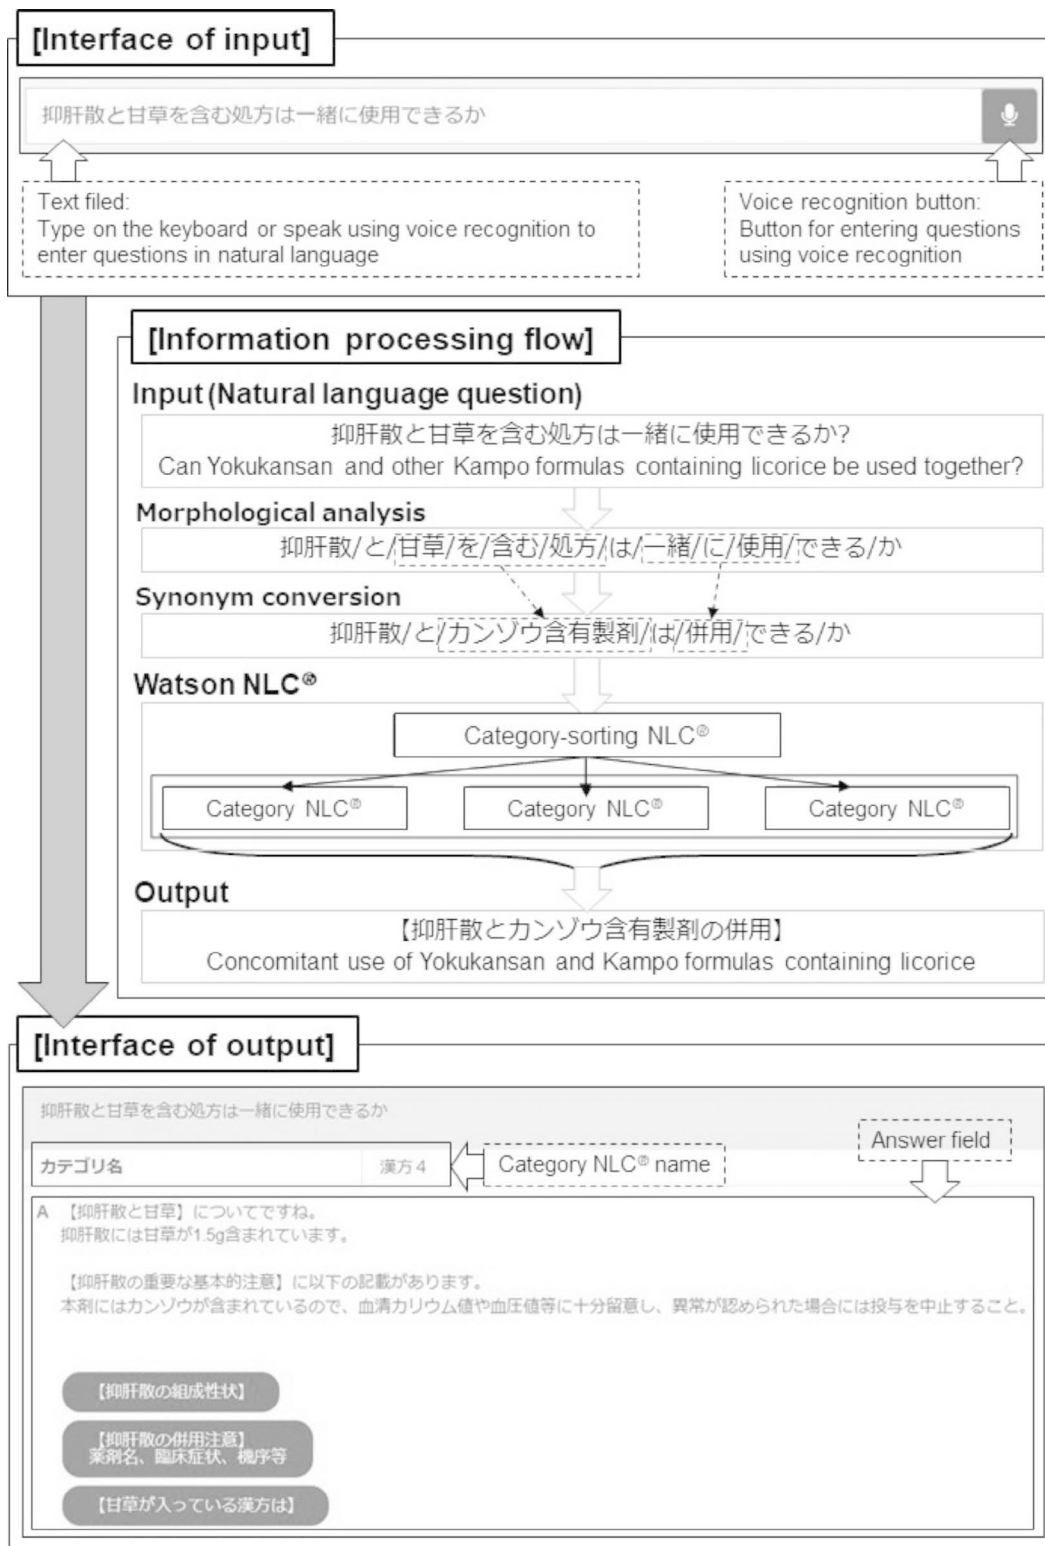 [Interface of input]
抑肝散と甘草を含む処方は一緒に使用できるか
Text filed:
Type on the keyboard or speak using voice recognition to
enter questions in natural language
Voice recognition button:
Button for entering questions
using voice recognition
[Information processing flow]
Input (Natural language question)
抑肝散と甘草を含む処方は一緒に使用できるか?
Can Yokukansan and other Kampo formulas containing licorice be used together?
Morphological analysis
抑肝散/と/甘草/を/含む/処方/は/一緒/に/使用/できる/か
Synonym conversion
抑肝散/と/カンゾウ含有製剤/は/併用/できる/か
Watson NLC®
Category-sorting NLC®
Category NLC®
Category NLC®
Category NLC®
Output
【抑肝散とカンゾウ含有製剤の併用】
Concomitant use of Yokukansan and Kampo formulas containing licorice
[Interface of output]
抑肝散と甘草を含む処方は一緒に使用できるか
Answer field
カテゴリ名 漢方4
Category NLC® name
A 【抑肝散と甘草】についてですね。
抑肝散には甘草が1.5g含まれています。
【抑肝散の重要な基本的注意】に以下の記載があります。
本剤にはカンゾウが含まれているので、血清カリウム値や血圧値等に十分留意し、異常が認められた場合には投与を中止すること。
【抑肝散の組成性状】
【抑肝散の併用注意】
薬剤名、臨床症状、機序等
【甘草が入っている漢方は】